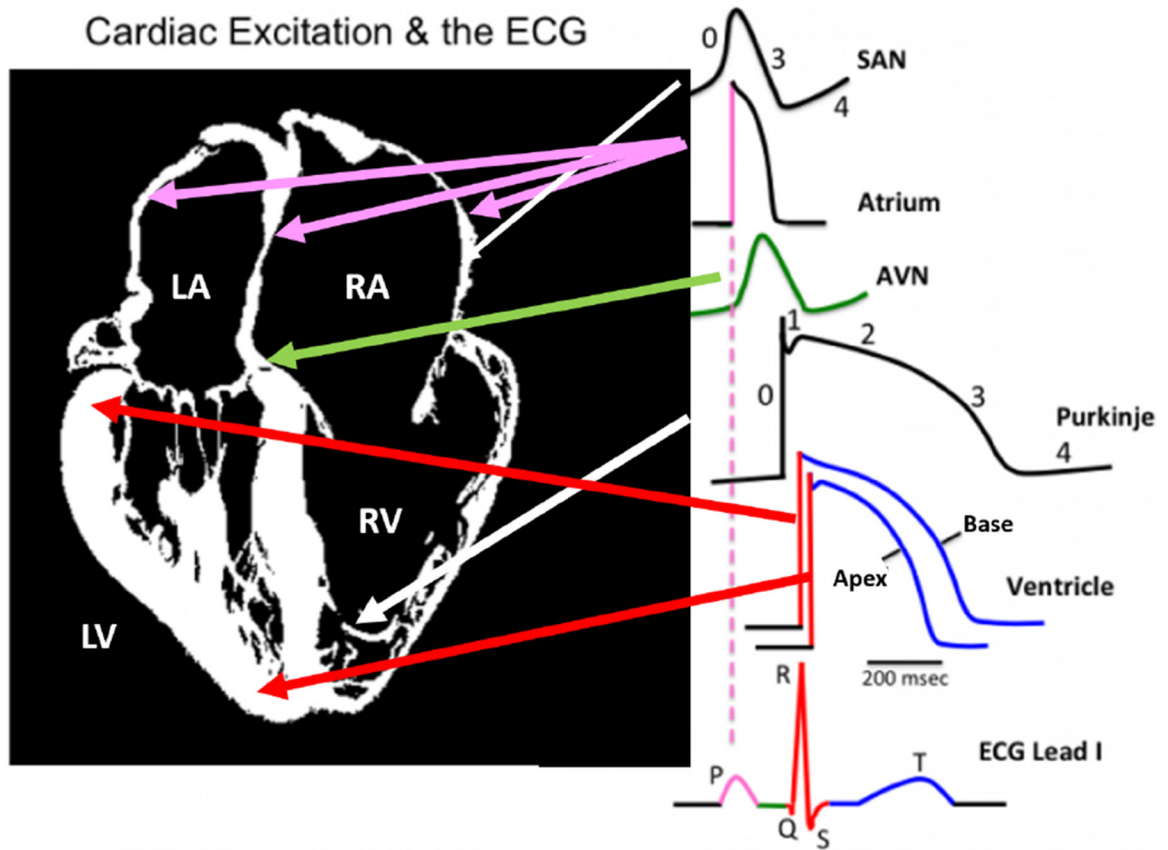 Cardiac Excitation & the ECG
0
3
SAN
4
Atrium
LA
RA
AVN
1
2
0
3
Purkinje
4
RV
Base
Apex
Ventricle
LV
200 msec
R
ECG Lead I
P
T
Q
S